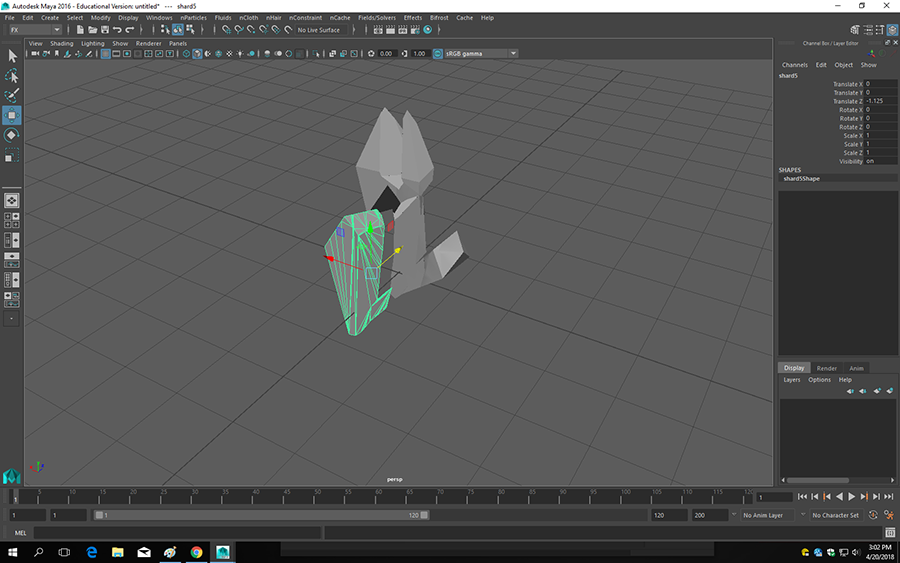 Autodesk Maya 2016 - Educational Version: untitled* --- shard5
File Edit Create Select Modify Display Windows nParticles Fluids nCloth nHair nConstraint nCache Fields/Solvers Effects Bifrost Cache Help
FX
No Live Surface
Channel Box / Layer Editor
View Shading Lighting Show Renderer Panels
0.00 1.00 sRGB gamma
Channels Edit Object Show
shard5
Translate X 0
Translate Y 0
Translate Z -1.125
Rotate X 0
Rotate Y 0
Rotate Z 0
Scale X 1
Scale Y 1
Scale Z 1
Visibility on
SHAPES
shard5Shape
Display Render Anim
Layers Options Help
persp
1 5 10 15 20 25 30 35 40 45 50 55 60 65 70 75 80 85 90 95 100 105 110 115 120
1
1 1 1 120 120 200 No Anim Layer No Character Set
MEL
3:02 PM
4/20/2018